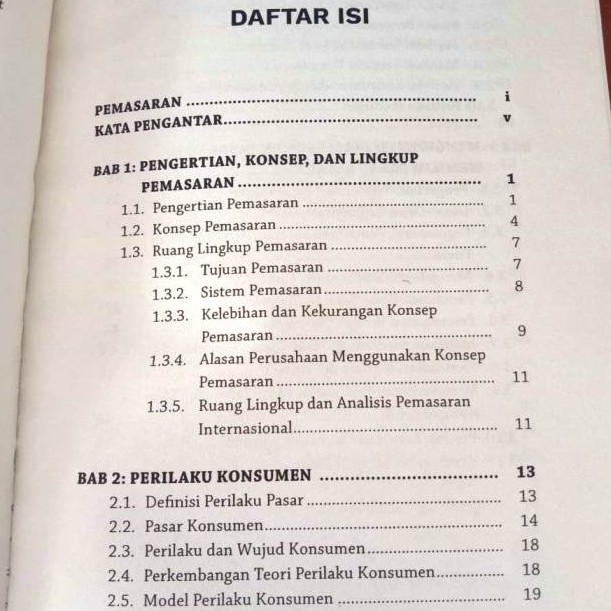 DAFTAR ISI
PEMASARAN ........................................ i
KATA PENGANTAR........................................ v
BAB 1: PENGERTIAN, KONSEP, DAN LINGKUP
PEMASARAN ........................................ 1
1.1. Pengertian Pemasaran ........................................ 1
1.2. Konsep Pemasaran ........................................ 4
1.3. Ruang Lingkup Pemasaran ........................................ 7
1.3.1. Tujuan Pemasaran ........................................ 7
1.3.2. Sistem Pemasaran........................................ 8
1.3.3. Kelebihan dan Kekurangan Konsep
Pemasaran ........................................ 9
1.3.4. Alasan Perusahaan Menggunakan Konsep
Pemasaran ........................................ 11
1.3.5. Ruang Lingkup dan Analisis Pemasaran
Internasional........................................ 11
BAB 2: PERILAKU KONSUMEN ........................................ 13
2.1. Definisi Perilaku Pasar ........................................ 13
2.2. Pasar Konsumen........................................ 14
2.3. Perilaku dan Wujud Konsumen........................................ 18
2.4. Perkembangan Teori Perilaku Konsumen.................... 18
2.5. Model Perilaku Konsumen ........................................ 19